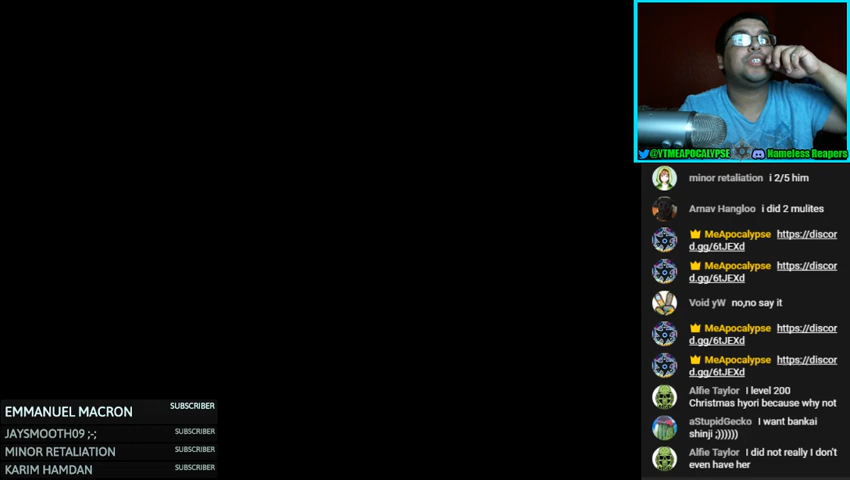 @YTMEAPOCALYPSE Nameless Reapers
minor retaliation i 2/5 him
Arnav Hangloo i did 2 mulites
MeApocalypse https://discor
d.gg/6tJEXd
MeApocalypse https://discor
d.gg/6tJEXd
Void yW no,no say it
MeApocalypse https://discor
d.gg/6tJEXd
MeApocalypse https://discor
d.gg/6tJEXd
Alfie Taylor I level 200
Christmas hyori because why not
aStupidGecko I want bankai
shinji ;))))))
Alfie Taylor I did not really I don't
even have her
EMMANUEL MACRON SUBSCRIBER
JAYSMOOTH09 ;-; SUBSCRIBER
MINOR RETALIATION SUBSCRIBER
KARIM HAMDAN SUBSCRIBER